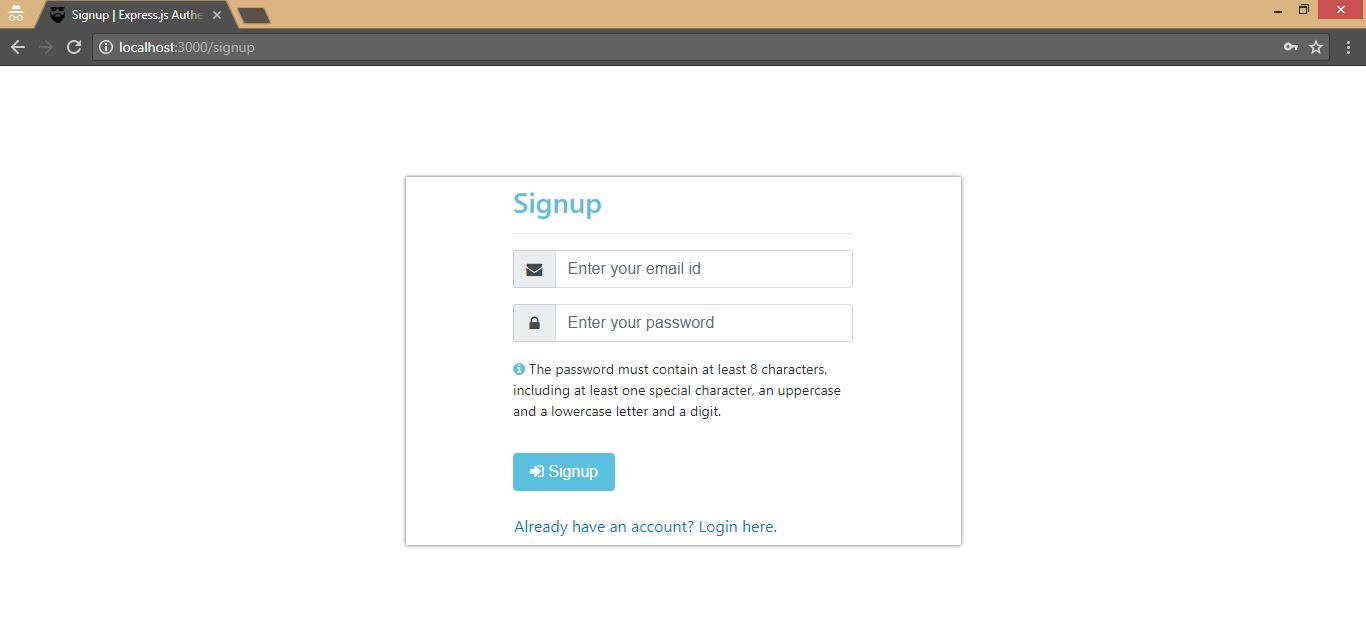 Signup | Express.js Authe
localhost:3000/signup
Signup
Enter your email id
Enter your password
The password must contain at least 8 characters,
including at least one special character, an uppercase
and a lowercase letter and a digit.
Signup
Already have an account? Login here.